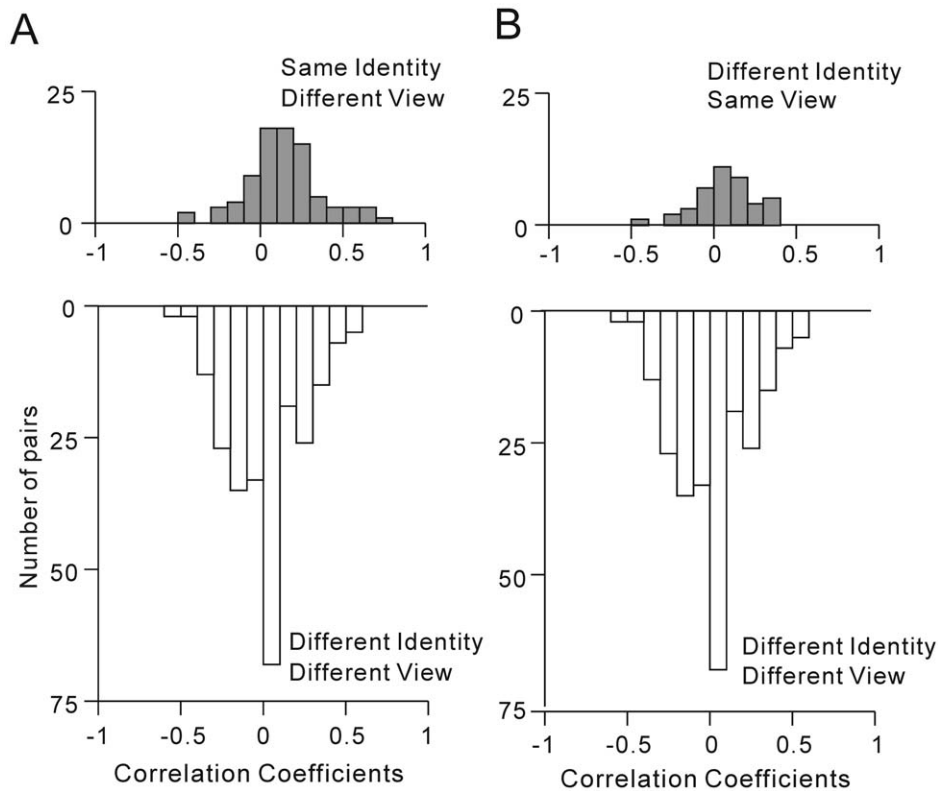 A
Same Identity
Different View
25
0
-1
-0.5
0
0.5
1
0
25
50
75
Number of pairs
Different Identity
Different View
-1
-0.5
0
0.5
1
Correlation Coefficients
B
Different Identity
Same View
25
0
-1
-0.5
0
0.5
1
0
25
50
75
Different Identity
Different View
-1
-0.5
0
0.5
1
Correlation Coefficients